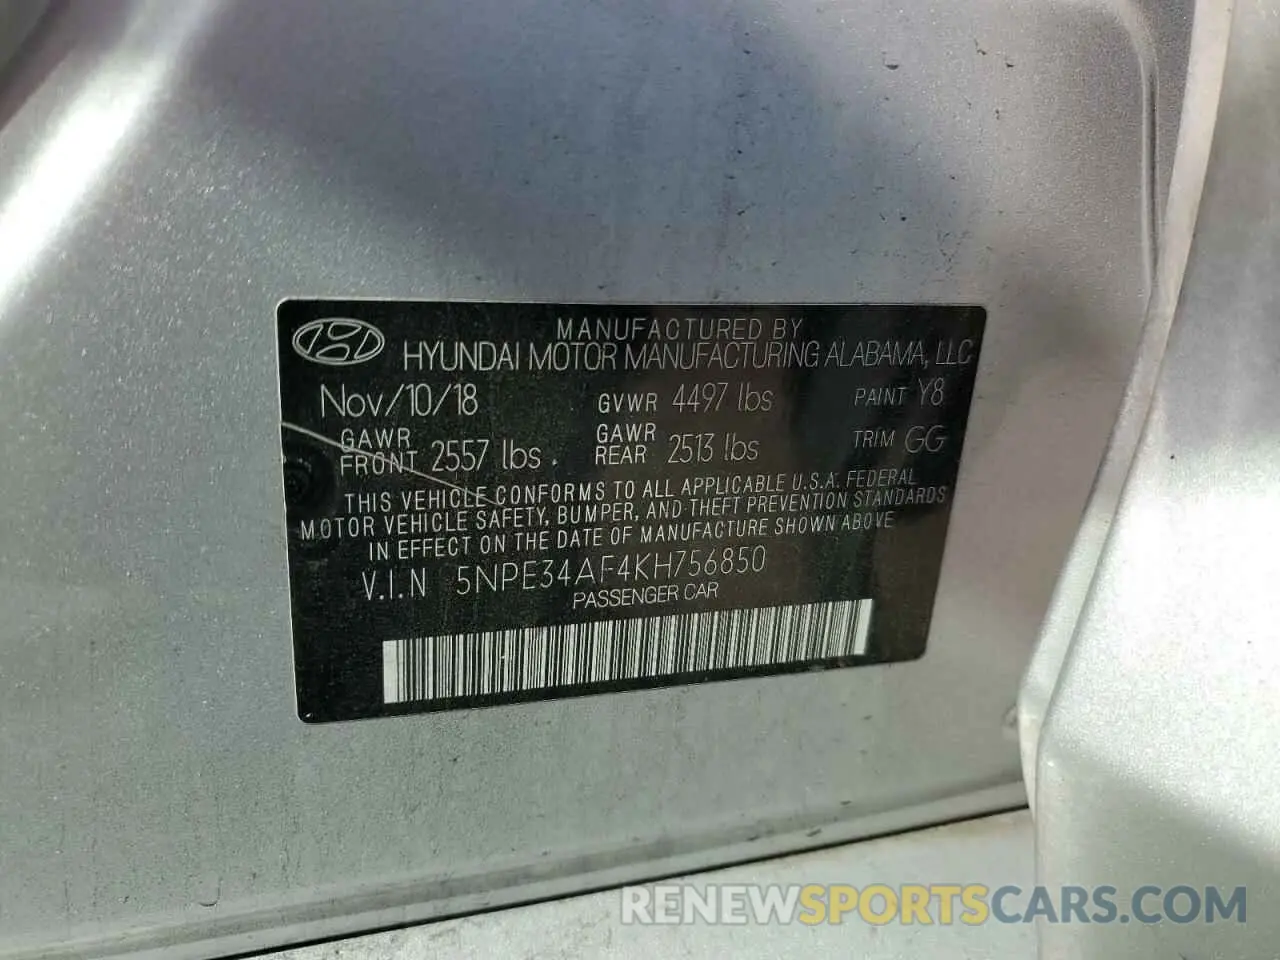 MANUFACTURED BY
HYUNDAI MOTOR MANUFACTURING ALABAMA, LLC
Nov/10/18 GVWR 4497 lbs PAINT Y8
GAWR FRONT 2557 lbs. GAWR REAR 2513 lbs TRIM GG
THIS VEHICLE CONFORMS TO ALL APPLICABLE U.S.A. FEDERAL
MOTOR VEHICLE SAFETY, BUMPER, AND THEFT PREVENTION STANDARDS
IN EFFECT ON THE DATE OF MANUFACTURE SHOWN ABOVE
V.I.N 5NPE34AF4KH756850
PASSENGER CAR
RENEWSPORTSCARS.COM